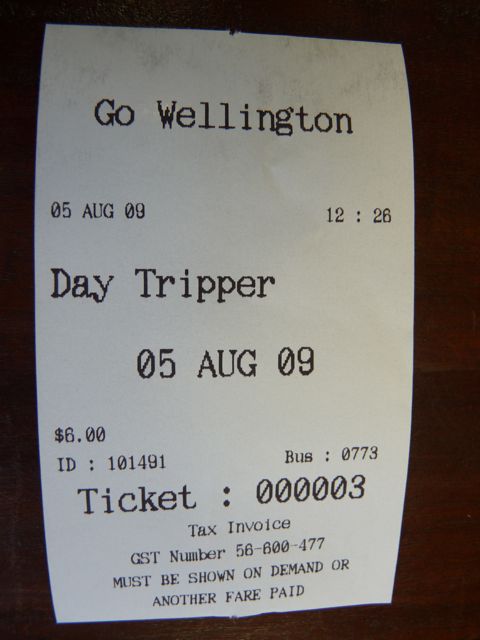 Go Wellington
05 AUG 09 12 : 26
Day Tripper
05 AUG 09
$6.00
ID : 101491 Bus : 0773
Ticket : 000003
Tax Invoice
GST Number 56-600-477
MUST BE SHOWN ON DEMAND OR
ANOTHER FARE PAID